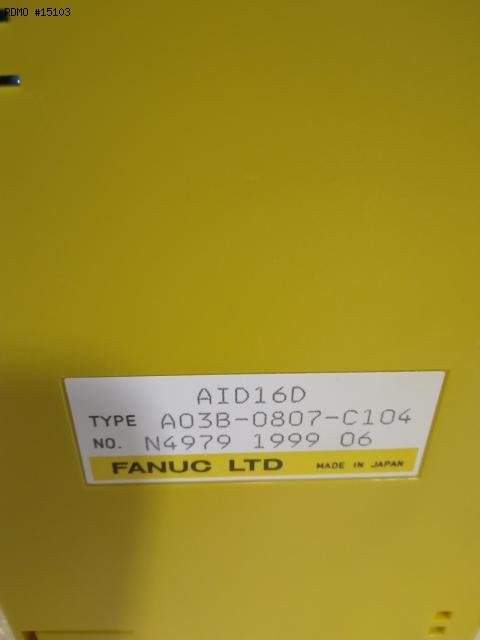 RDMO #15103
AID16D
TYPE A03B-0807-C104
NO. N4979 1999 06
FANUC LTD MADE IN JAPAN